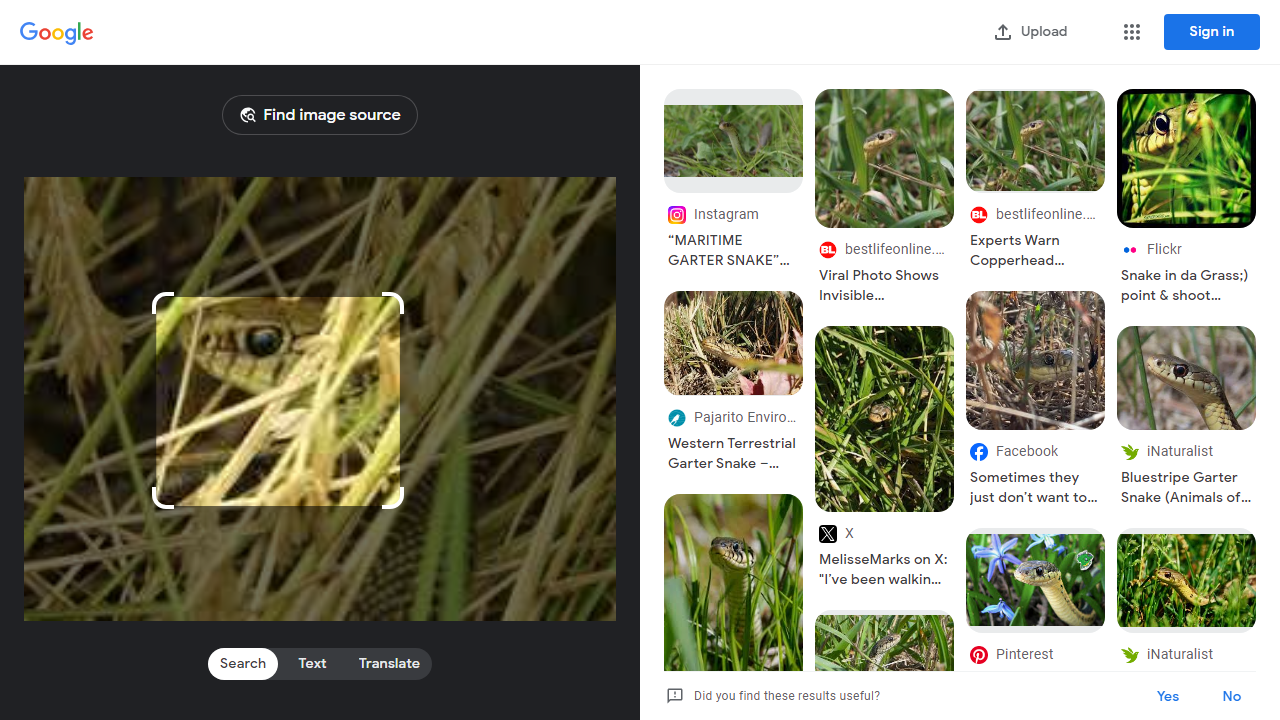 Google
Upload
Sign in
Find image source
Search
Text
Translate
Instagram
“MARITIME
GARTER SNAKE”...
Pajarito Enviro...
Western Terrestrial
Garter Snake –...
BL
bestlifeonline....
Viral Photo Shows
Invisible...
X
MelisseMarks on X:
"I've been walkin...
BL
bestlifeonline....
Experts Warn
Copperhead...
Facebook
Sometimes they
just don’t want to...
Pinterest
Flickr
Snake in da Grass;)
point & shoot...
iNaturalist
Bluestripe Garter
Snake (Animals of...
iNaturalist
Did you find these results useful?
Yes
No